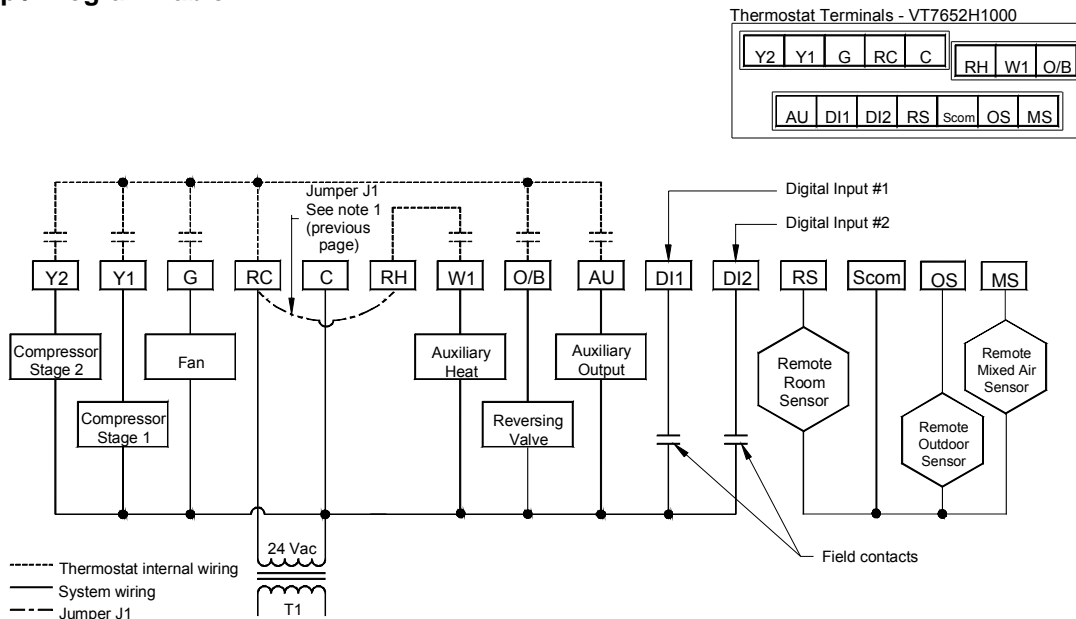 Thermostat Terminals - VT7652H1000
Y2 Y1 G RC C
RH W1 O/B
AU DI1 DI2 RS Scom OS MS
Jumper J1
See note 1
(previous
page)
Digital Input #1
Digital Input #2
Y2 Y1 G RC C RH W1 O/B AU DI1 DI2 RS Scom OS MS
Compressor
Stage 2
Compressor
Stage 1
Fan
Auxiliary
Heat
Reversing
Valve
Auxiliary
Output
Remote
Room
Sensor
Remote
Outdoor
Sensor
Remote
Mixed Air
Sensor
24 Vac
T1
Field contacts
Thermostat internal wiring
System wiring
Jumper J1